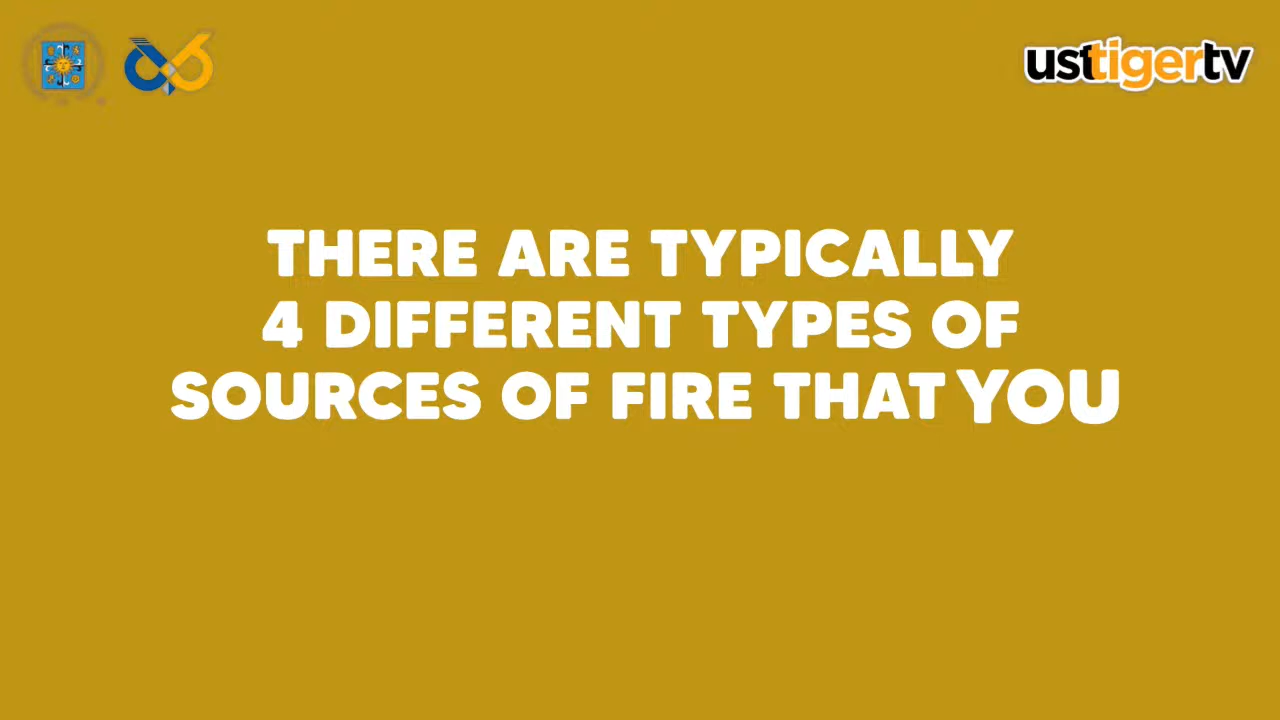 usttigertv
THERE ARE TYPICALLY
4 DIFFERENT TYPES OF
SOURCES OF FIRE THAT YOU